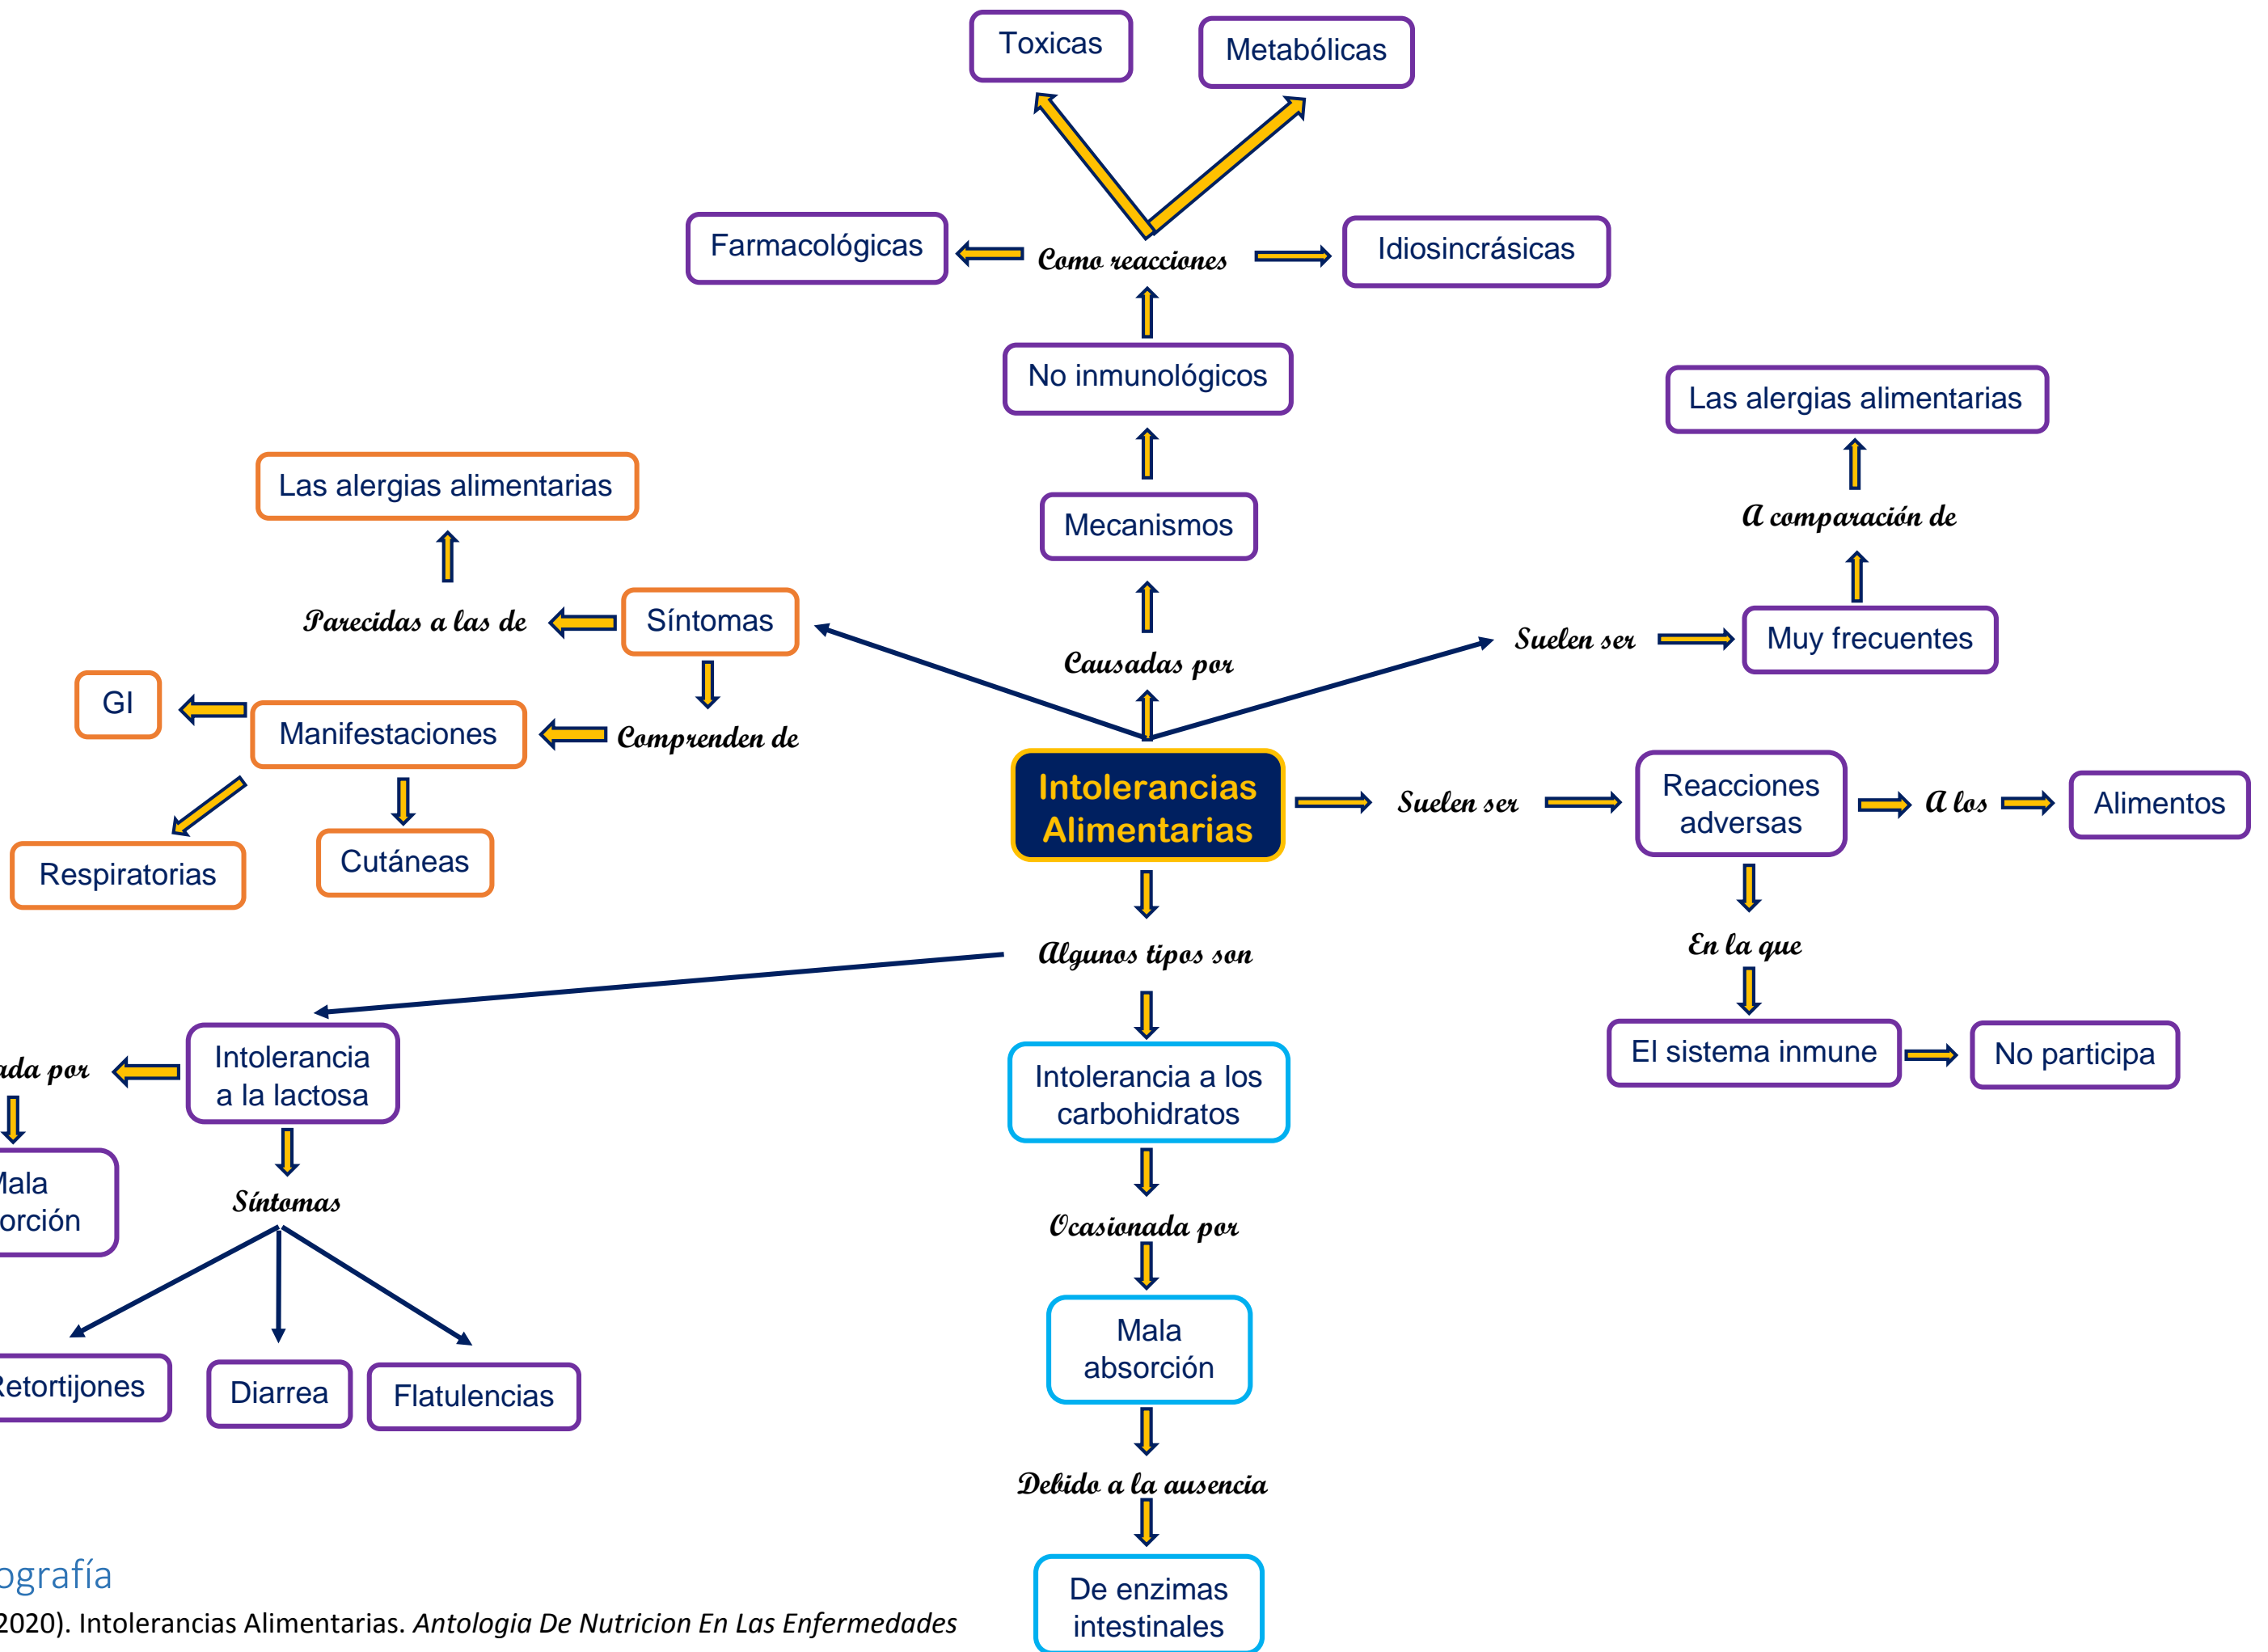 Toxicas
Metabólicas
Farmacológicas
Como reacciones
Idiosincrásicas
No inmunológicos
Las alergias alimentarias
Las alergias alimentarias
Mecanismos
A comparación de
Parecidas a las de
Síntomas
Causadas por
Suelen ser
Muy frecuentes
GI
Manifestaciones
Comprenden de
Intolerancias
Alimentarias
Suelen ser
Reacciones
adversas
A los
Alimentos
Respiratorias
Cutáneas
Algunos tipos son
En la que
Intolerancia
a la lactosa
por
Intolerancia a los
carbohidratos
El sistema inmune
No participa
Mala
Síntomas
Ocasionada por
Mala
absorción
Retortijones
Diarrea
Flatulencias
Debido a la ausencia
De enzimas
intestinales
2020). Intolerancias Alimentarias. Antologia De Nutricion En Las Enfermedades